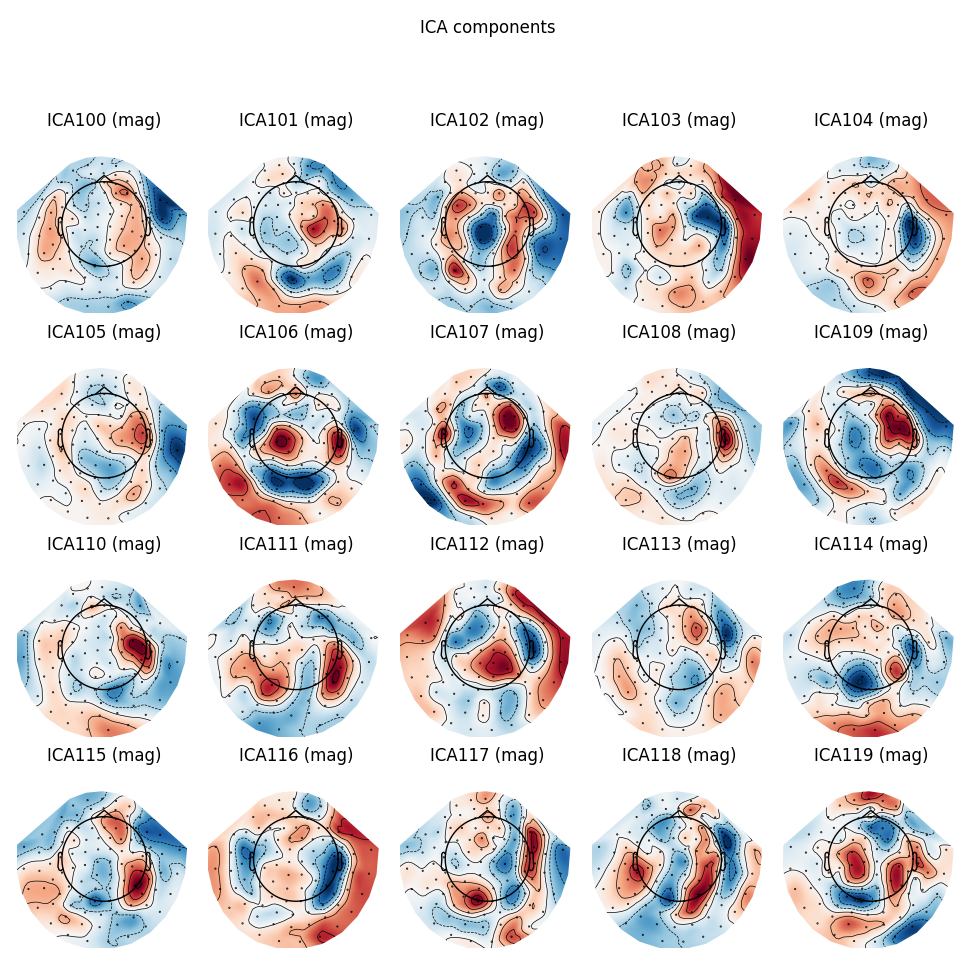 ICA components
ICA100 (mag) ICA101 (mag) ICA102 (mag) ICA103 (mag) ICA104 (mag)
ICA105 (mag) ICA106 (mag) ICA107 (mag) ICA108 (mag) ICA109 (mag)
ICA110 (mag) ICA111 (mag) ICA112 (mag) ICA113 (mag) ICA114 (mag)
ICA115 (mag) ICA116 (mag) ICA117 (mag) ICA118 (mag) ICA119 (mag)